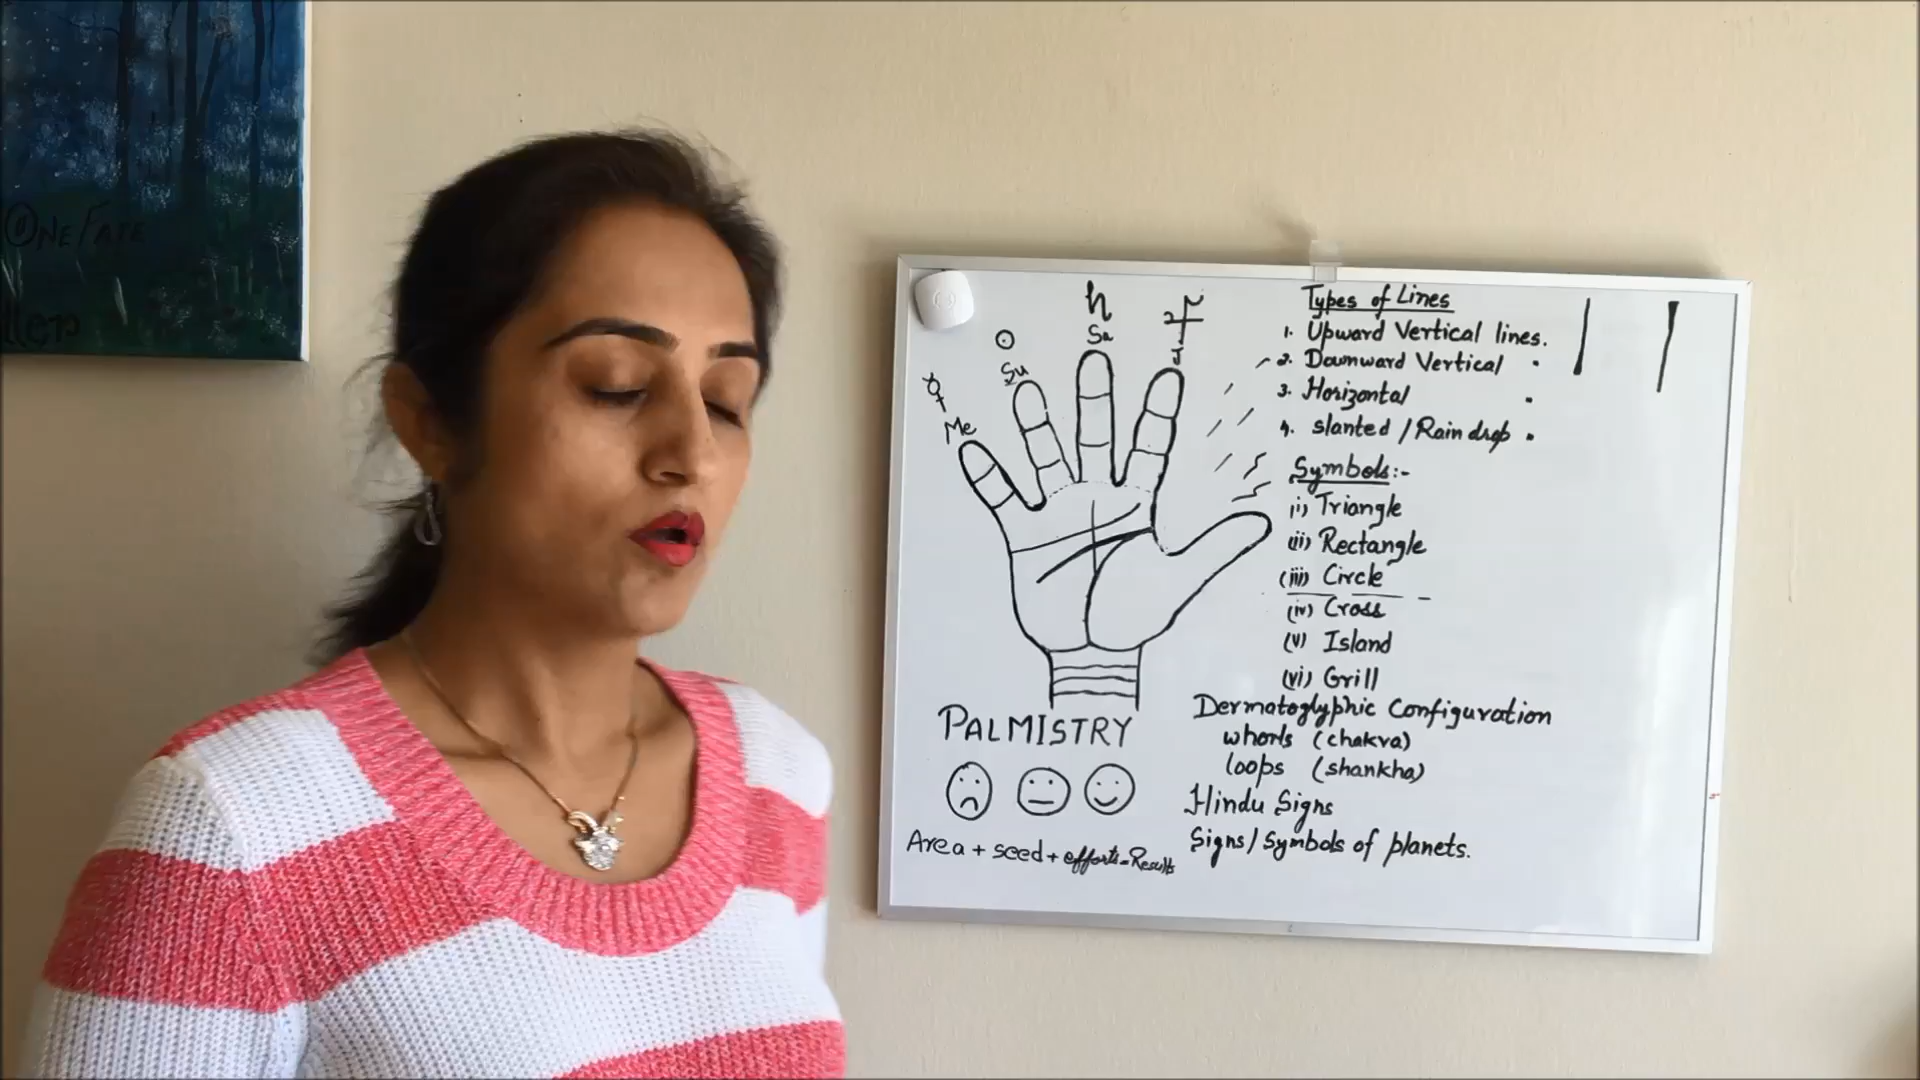 @NEFATE
ller
h
Sa
Su
J
Me
Types of Lines
1. Upward Vertical lines.
2. Downward Vertical "
3. Horizontal "
4. slanted / Rain drop "
Symbols:-
(i) Triangle
(ii) Rectangle
(iii) Circle
(iv) Cross
(v) Island
(vi) Grill
Dermatoglyphic Configuration
whorls (chakra)
loops (shankha)
Hindu Signs
Signs/Symbols of planets.
PALMISTRY
Area + seed + efforts = Results